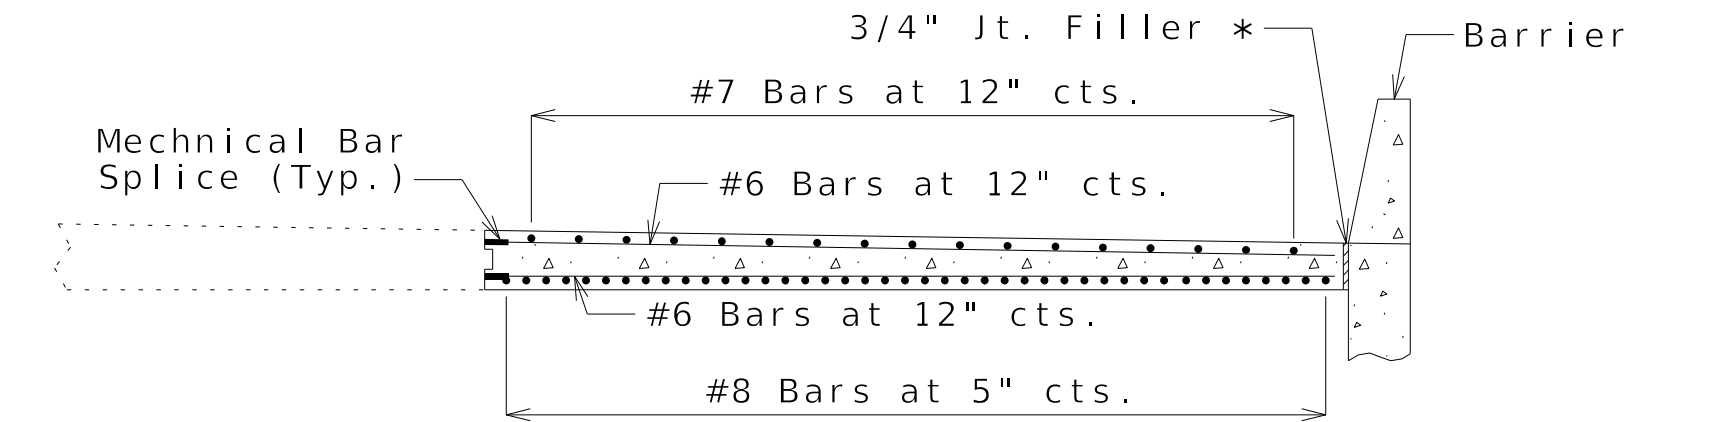 3/4" Jt. Filler *
Barrier
#7 Bars at 12" cts.
Mechnical Bar
Splice (Typ.)
#6 Bars at 12" cts.
#6 Bars at 12" cts.
#8 Bars at 5" cts.